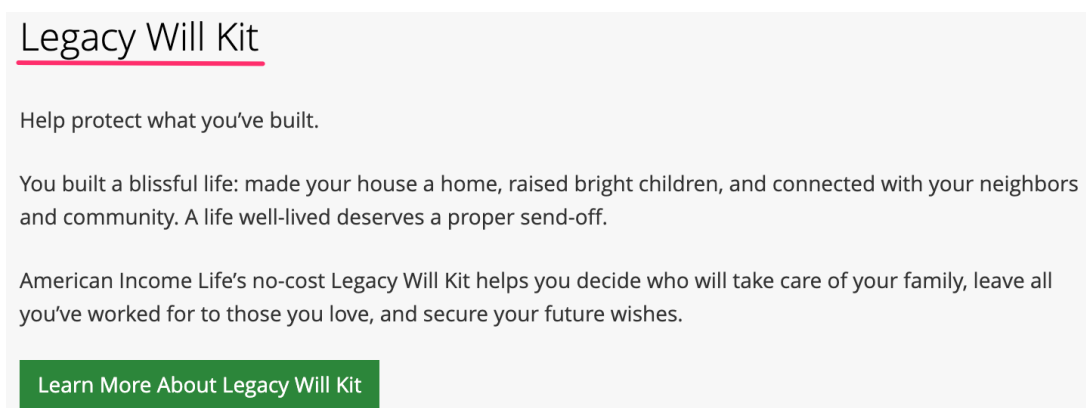 Legacy Will Kit
Help protect what you’ve built.
You built a blissful life: made your house a home, raised bright children, and connected with your neighbors
and community. A life well-lived deserves a proper send-off.
American Income Life’s no-cost Legacy Will Kit helps you decide who will take care of your family, leave all
you’ve worked for to those you love, and secure your future wishes.
Learn More About Legacy Will Kit